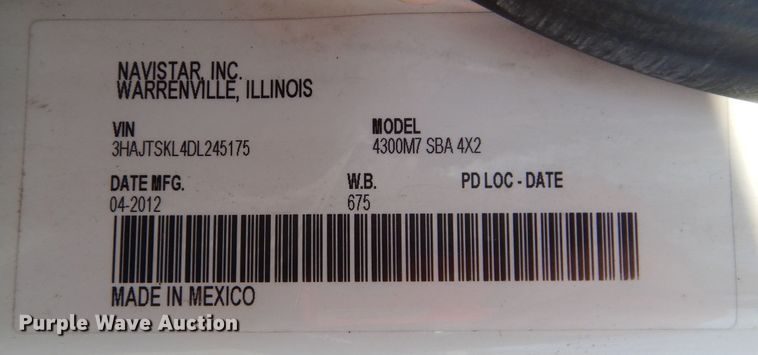 NAVISTAR, INC.
WARRENVILLE, ILLINOIS
VIN MODEL
3HAJTSKL4DL245175 4300M7 SBA 4X2
DATE MFG. W.B. PD LOC - DATE
04-2012 675
MADE IN MEXICO
Purple Wave Auction